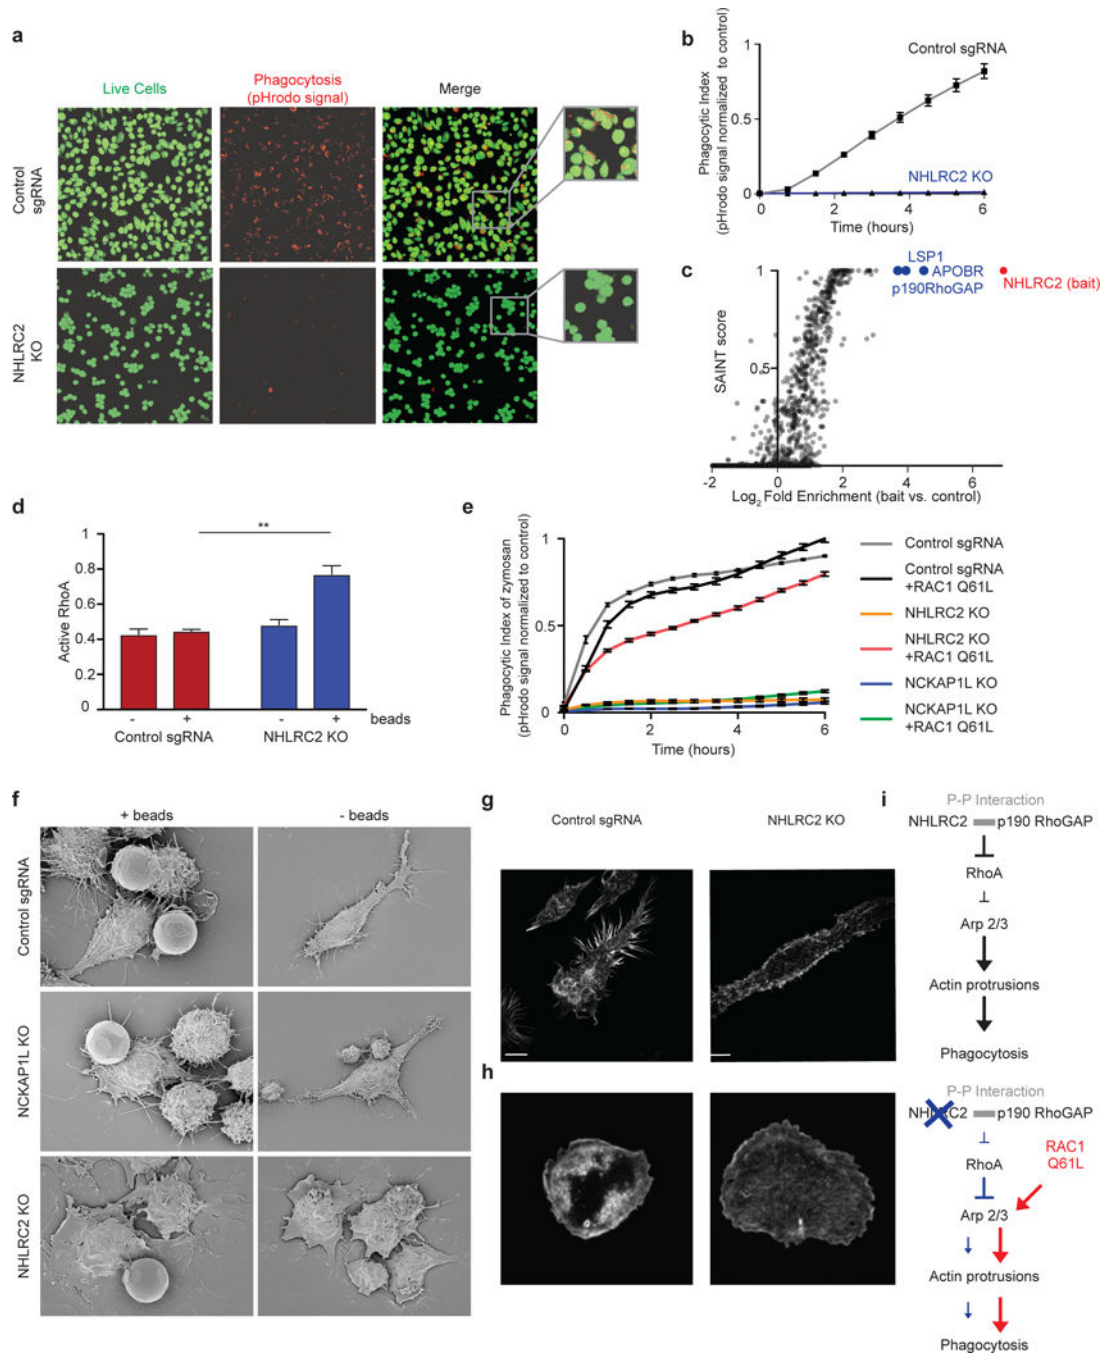 a
Live Cells
Phagocytosis
(pHrodo signal)
Merge
Control
sgRNA
NHLRC2
KO
b
Phagocytic Index
(pHrodo signal normalized to control)
1
0.5
0
Control sgRNA
NHLRC2 KO
0 2 4 6
Time (hours)
c
SAINT score
1
0.5
LSP1
APOBR
p190RhoGAP
NHLRC2 (bait)
-2 0 2 4 6
Log2 Fold Enrichment (bait vs. control)
d
Active RhoA
1
0.8
0.6
0.4
0.2
0
**
- + - + beads
Control sgRNA NHLRC2 KO
e
Phagocytic Index of zymosan
(pHrodo signal normalized to control)
1
0.5
0
0 2 4 6
Time (hours)
Control sgRNA
Control sgRNA
+RAC1 Q61L
NHLRC2 KO
NHLRC2 KO
+RAC1 Q61L
NCKAP1L KO
NCKAP1L KO
+RAC1 Q61L
f
+ beads - beads
Control sgRNA
NCKAP1L KO
NHLRC2 KO
g
Control sgRNA NHLRC2 KO
h
i
P-P Interaction
NHLRC2 p190 RhoGAP
RhoA
Arp 2/3
Actin protrusions
Phagocytosis
P-P Interaction
NHLRC2 p190 RhoGAP
RAC1
Q61L
RhoA
Arp 2/3
Actin protrusions
Phagocytosis